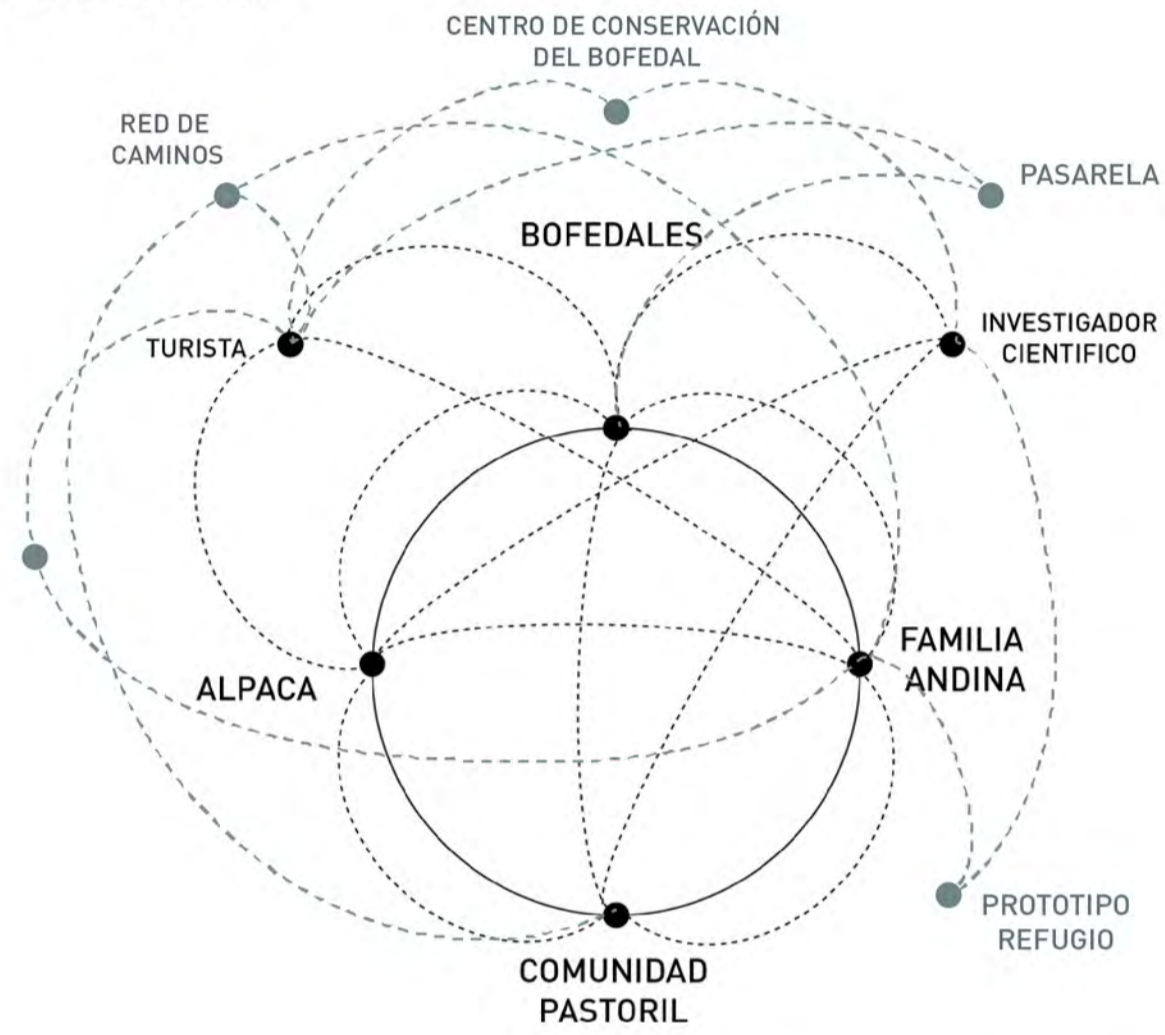 CENTRO DE CONSERVACIÓN
DEL BOFEDAL
RED DE
CAMINOS
PASARELA
BOFEDALES
TURISTA
INVESTIGADOR
CIENTIFICO
ALPACA
FAMILIA
ANDINA
PROTOTIPO
REFUGIO
COMUNIDAD
PASTORIL